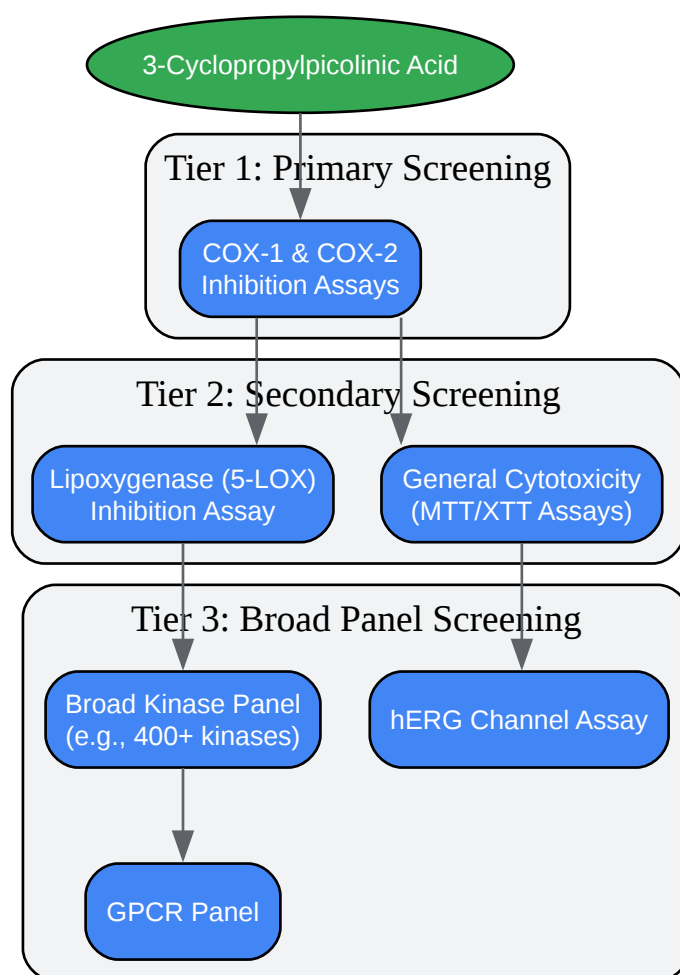 3-Cyclopropylpicolinic Acid
Tier 1: Primary Screening
COX-1 & COX-2
Inhibition Assays
Tier 2: Secondary Screening
Lipoxygenase (5-LOX)
Inhibition Assay
General Cytotoxicity
(MTT/XTT Assays)
Tier 3: Broad Panel Screening
Broad Kinase Panel
(e.g., 400+ kinases)
hERG Channel Assay
GPCR Panel